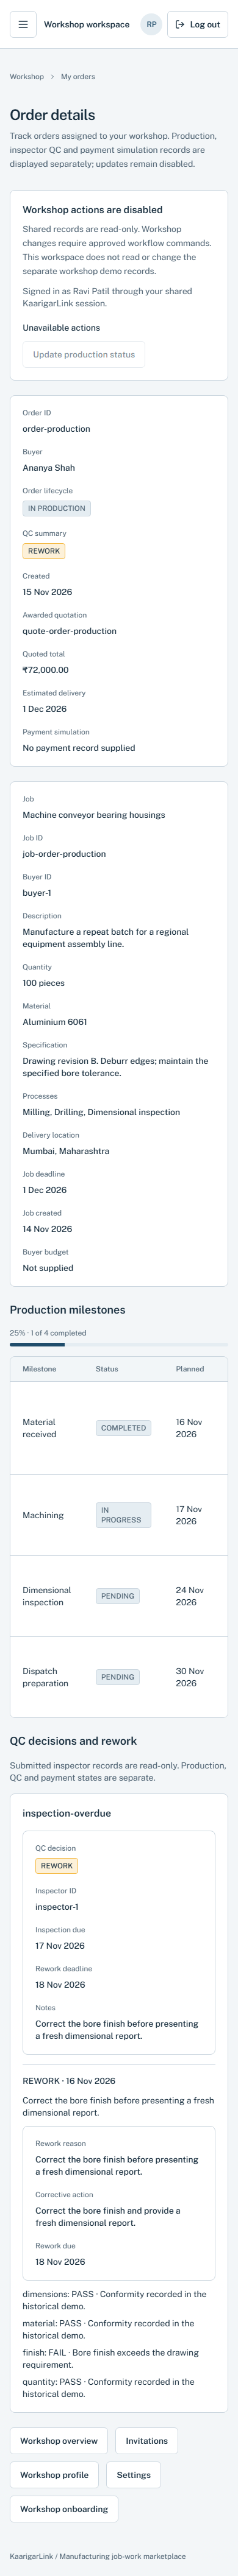 Workshop workspace
RP
Log out
Workshop > My orders
Order details
Track orders assigned to your workshop. Production,
inspector QC and payment simulation records are
displayed separately; updates remain disabled.
Workshop actions are disabled
Shared records are read-only. Workshop
changes require approved workflow commands.
This workspace does not read or change the
separate workshop demo records.
Signed in as Ravi Patil through your shared
KaarigarLink session.
Unavailable actions
Update production status
Order ID
order-production
Buyer
Ananya Shah
Order lifecycle
IN PRODUCTION
QC summary
REWORK
Created
15 Nov 2026
Awarded quotation
quote-order-production
Quoted total
₹72,000.00
Estimated delivery
1 Dec 2026
Payment simulation
No payment record supplied
Job
Machine conveyor bearing housings
Job ID
job-order-production
Buyer ID
buyer-1
Description
Manufacture a repeat batch for a regional
equipment assembly line.
Quantity
100 pieces
Material
Aluminium 6061
Specification
Drawing revision B. Deburr edges; maintain the
specified bore tolerance.
Processes
Milling, Drilling, Dimensional inspection
Delivery location
Mumbai, Maharashtra
Job deadline
1 Dec 2026
Job created
14 Nov 2026
Buyer budget
Not supplied
Production milestones
25% · 1 of 4 completed
Milestone Status Planned
Material
received
COMPLETED
16 Nov
2026
Machining
IN
PROGRESS
17 Nov
2026
Dimensional
inspection
PENDING
24 Nov
2026
Dispatch
preparation
PENDING
30 Nov
2026
QC decisions and rework
Submitted inspector records are read-only. Production,
QC and payment states are separate.
inspection-overdue
QC decision
REWORK
Inspector ID
inspector-1
Inspection due
17 Nov 2026
Rework deadline
18 Nov 2026
Notes
Correct the bore finish before presenting
a fresh dimensional report.
REWORK · 16 Nov 2026
Correct the bore finish before presenting a fresh
dimensional report.
Rework reason
Correct the bore finish before presenting
a fresh dimensional report.
Corrective action
Correct the bore finish and provide a
fresh dimensional report.
Rework due
18 Nov 2026
dimensions: PASS · Conformity recorded in the
historical demo.
material: PASS · Conformity recorded in the
historical demo.
finish: FAIL · Bore finish exceeds the drawing
requirement.
quantity: PASS · Conformity recorded in the
historical demo.
Workshop overview
Invitations
Workshop profile
Settings
Workshop onboarding
KaarigarLink / Manufacturing job-work marketplace